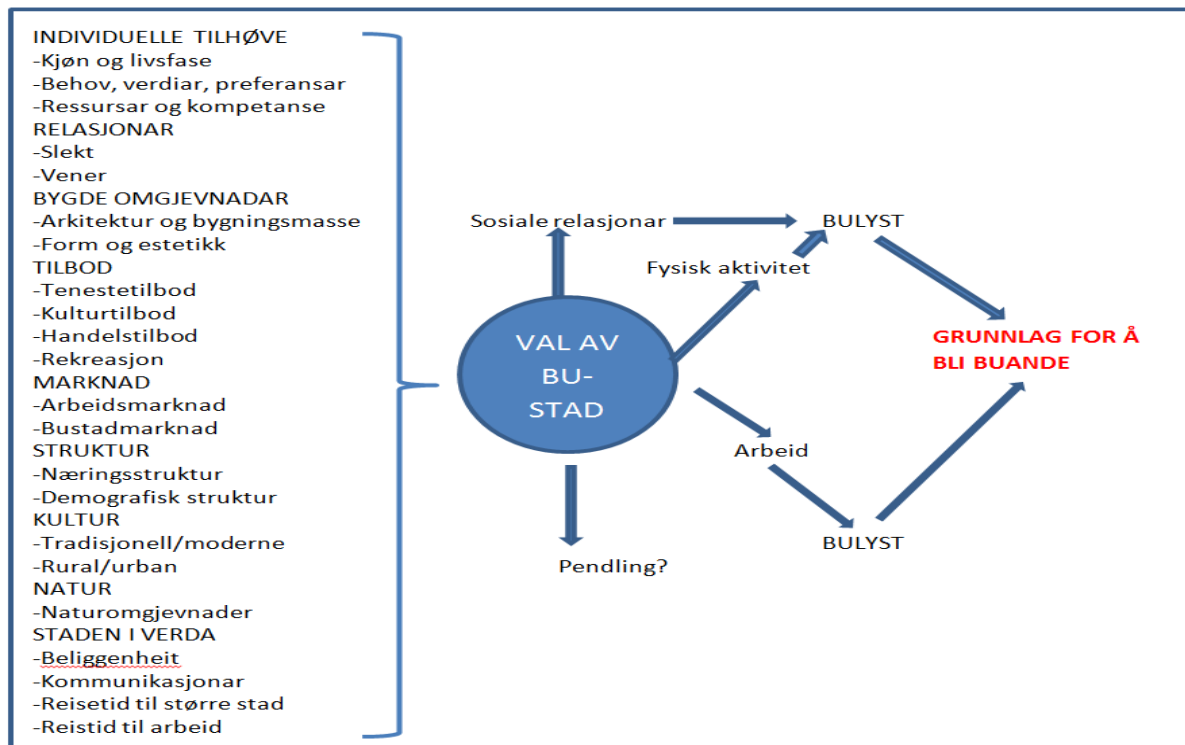 INDIVIDUELLE TILHØVE
-Kjøn og livsfase
-Behov, verdiar, preferansar
-Ressursar og kompetanse
RELASJONAR
-Slekt
-Vener
BYGDE OMGJEVNADAR
-Arkitektur og bygningsmasse
-Form og estetikk
TILBOD
-Tenestetilbod
-Kulturtilbod
-Handelstilbod
-Rekreasjon
MARKNAD
-Arbeidsmarknad
-Bustadmarknad
STRUKTUR
-Næringsstruktur
-Demografisk struktur
KULTUR
-Tradisjonell/moderne
-Rural/urban
NATUR
-Naturomgjevnader
STADEN I VERDA
-Beliggenheit
-Kommunikasjonar
-Reisetid til større stad
-Reistid til arbeid
VAL AV
BU-
STAD
Sosiale relasjonar
BULYST
Fysisk aktivitet
Arbeid
BULYST
Pendling?
GRUNNLAG FOR Å
BLI BUANDE